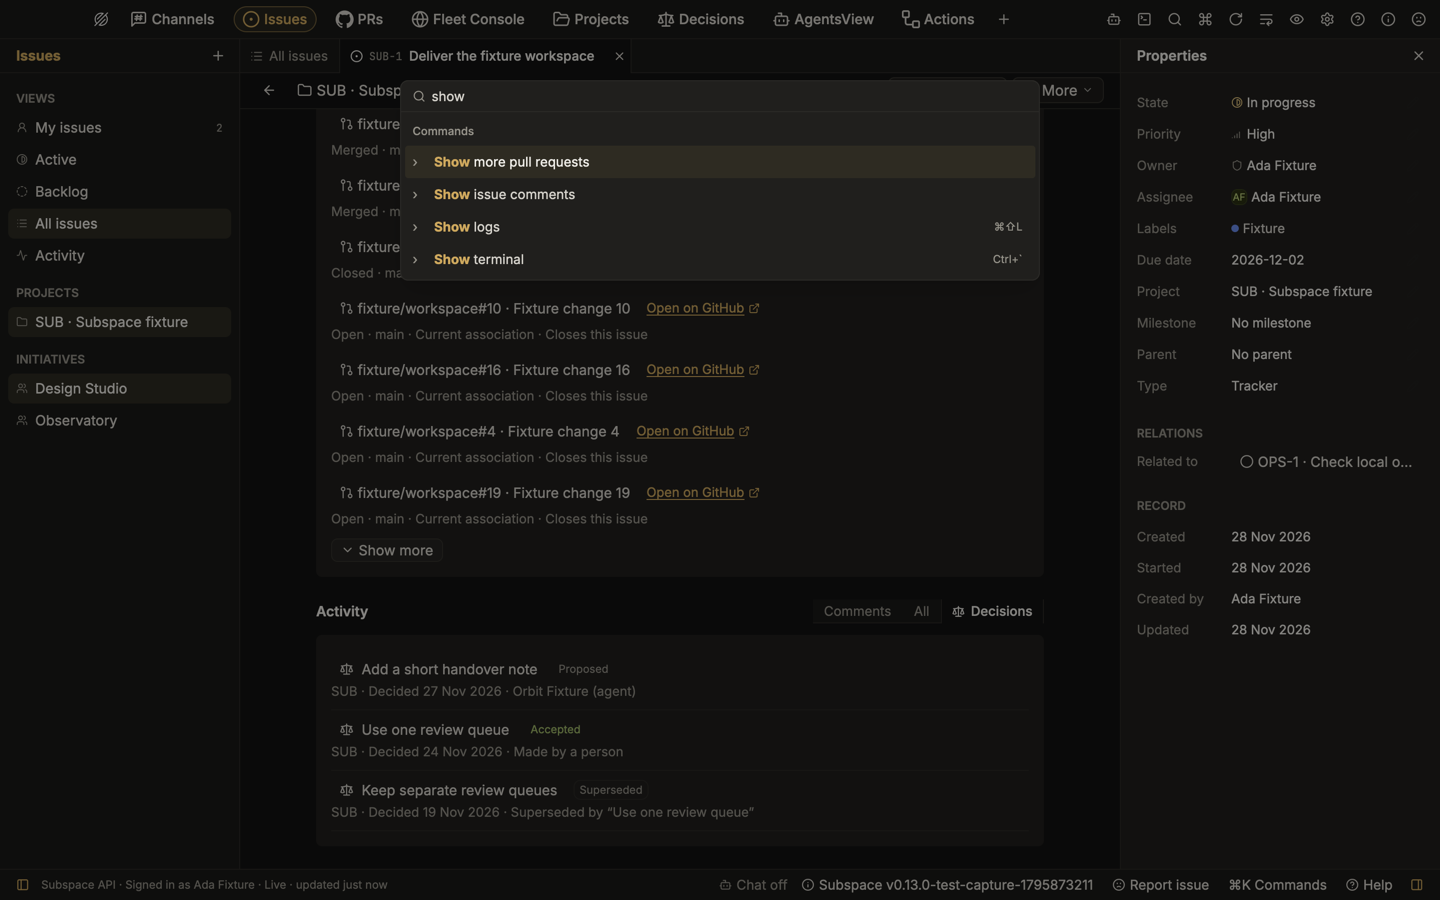 Channels
Issues
PRs
Fleet Console
Projects
Decisions
AgentsView
Actions
Issues
VIEWS
My issues 2
Active
Backlog
All issues
Activity
PROJECTS
SUB · Subspace fixture
INITIATIVES
Design Studio
Observatory
All issues
SUB-1 Deliver the fixture workspace
SUB · Subsp
More
show
Commands
Show more pull requests
Show issue comments
Show logs ⌘⇧L
Show terminal Ctrl+`
fixture
Merged · m
fixture
Merged · m
fixture
Closed · ma
fixture/workspace#10 · Fixture change 10 Open on GitHub
Open · main · Current association · Closes this issue
fixture/workspace#16 · Fixture change 16 Open on GitHub
Open · main · Current association · Closes this issue
fixture/workspace#4 · Fixture change 4 Open on GitHub
Open · main · Current association · Closes this issue
fixture/workspace#19 · Fixture change 19 Open on GitHub
Open · main · Current association · Closes this issue
Show more
Activity
Comments All Decisions
Add a short handover note Proposed
SUB · Decided 27 Nov 2026 · Orbit Fixture (agent)
Use one review queue Accepted
SUB · Decided 24 Nov 2026 · Made by a person
Keep separate review queues Superseded
SUB · Decided 19 Nov 2026 · Superseded by “Use one review queue”
Properties
State In progress
Priority High
Owner Ada Fixture
Assignee AF Ada Fixture
Labels Fixture
Due date 2026-12-02
Project SUB · Subspace fixture
Milestone No milestone
Parent No parent
Type Tracker
RELATIONS
Related to OPS-1 · Check local o...
RECORD
Created 28 Nov 2026
Started 28 Nov 2026
Created by Ada Fixture
Updated 28 Nov 2026
Subspace API · Signed in as Ada Fixture · Live · updated just now
Chat off
Subspace v0.13.0-test-capture-1795873211
Report issue
⌘K Commands
Help